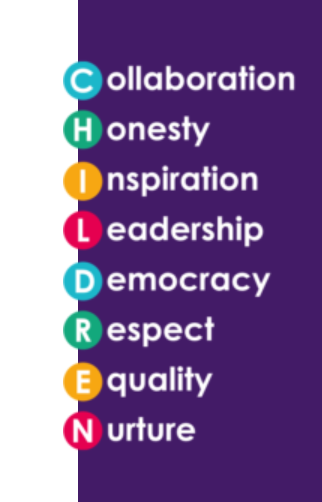 Collaboration
Honesty
Inspiration
Leadership
Democracy
Respect
Equality
Nurture